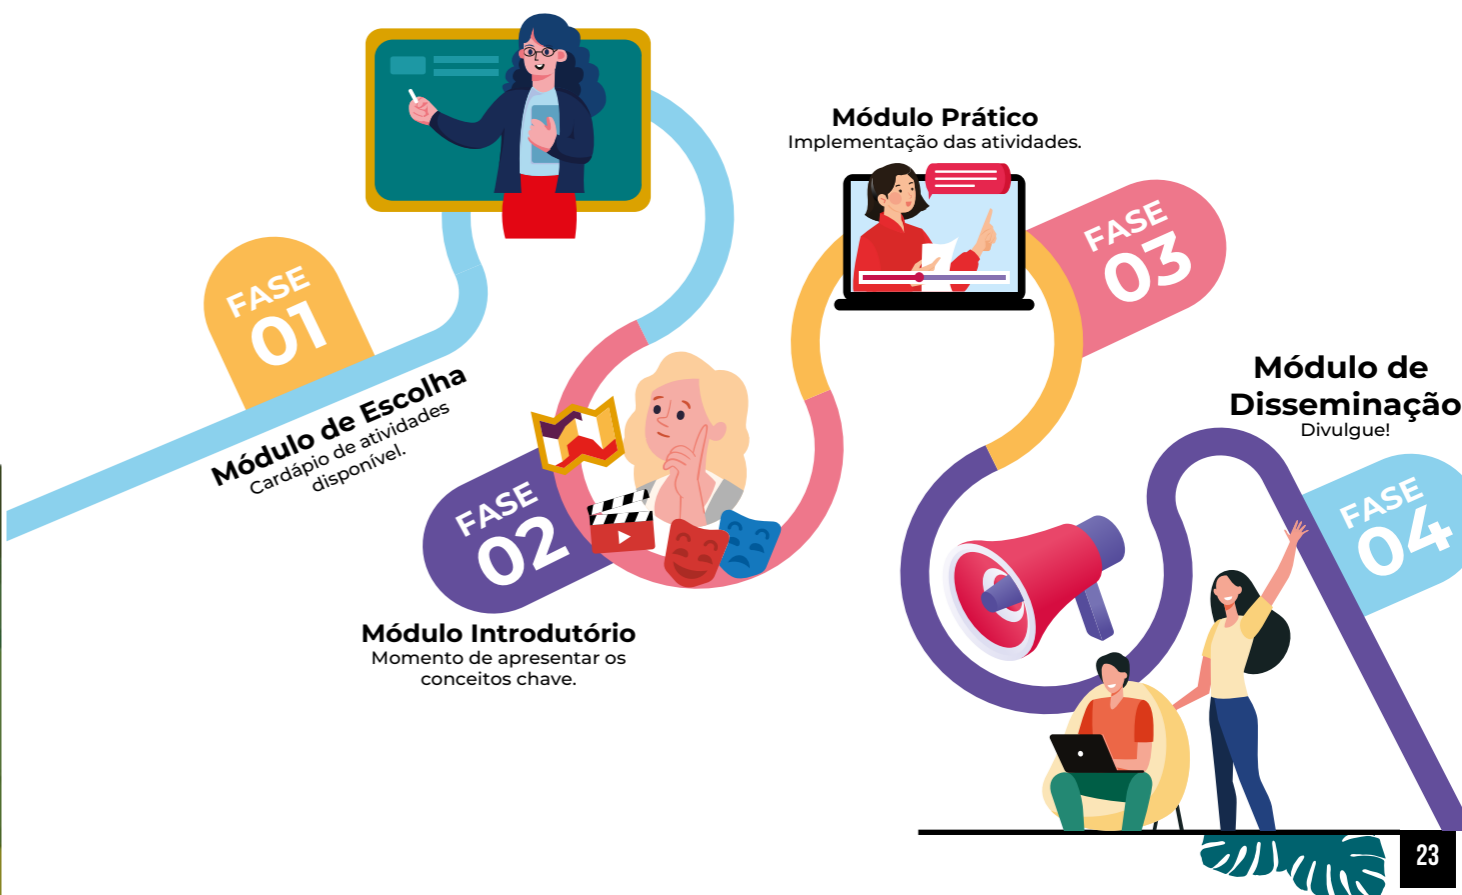 FASE
01
Módulo de Escolha
Cardápio de atividades
disponível.
FASE
02
Módulo Introdutório
Momento de apresentar os
conceitos chave.
Módulo Prático
Implementação das atividades.
FASE
03
Módulo de
Disseminação
Divulgue!
FASE
04
23